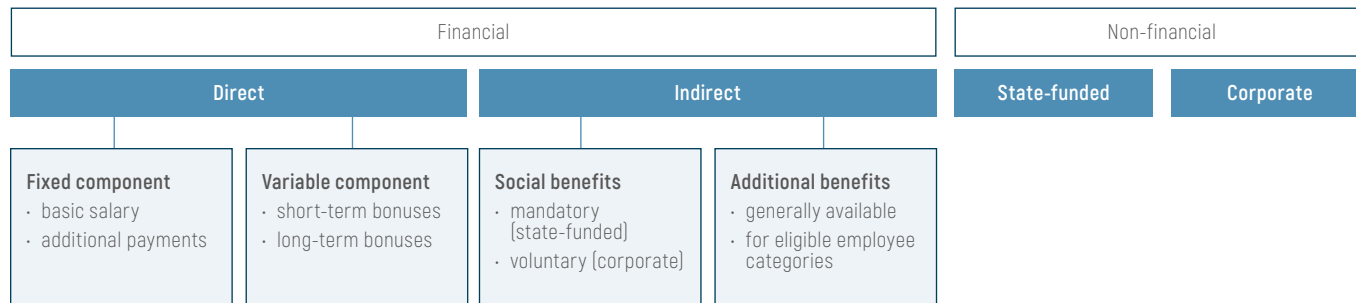 Financial
Non-financial
Direct
Indirect
State-funded
Corporate
Fixed component
· basic salary
· additional payments
Variable component
· short-term bonuses
· long-term bonuses
Social benefits
· mandatory
(state-funded)
· voluntary (corporate)
Additional benefits
· generally available
· for eligible employee
categories